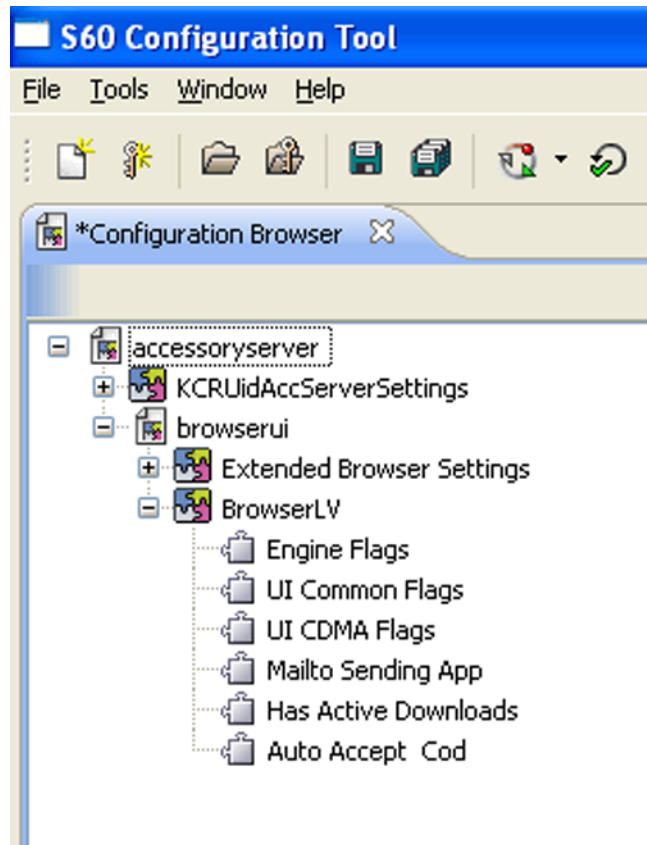 S60 Configuration Tool
File Tools Window Help
*Configuration Browser
accessoryserver
KCRUidAccServerSettings
browserui
Extended Browser Settings
BrowserLV
Engine Flags
UI Common Flags
UI CDMA Flags
Mailto Sending App
Has Active Downloads
Auto Accept  Cod